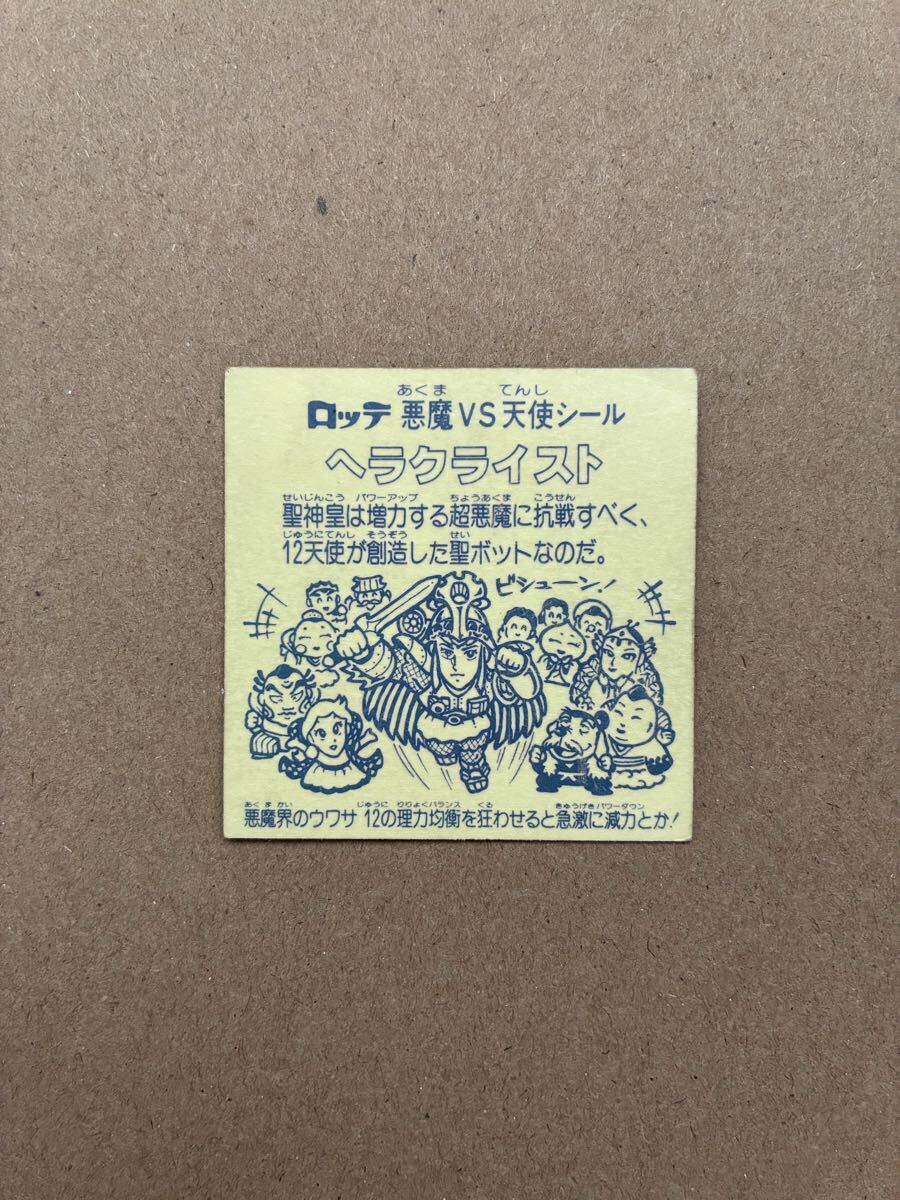 あくま てんし
ロッテ 悪魔VS天使シール
ヘラクライスト
せいじんこう パワーアップ ちょうあくま こうせん
聖神皇は増力する超悪魔に抗戦すべく、
じゅうにてんし そうぞう せい
12天使が創造した聖ボットなのだ。
ビシューン!
あくまかい じゅうに りりょくバランス くる きゅうげきパワーダウン
悪魔界のウワサ 12の理力均衡を狂わせると急激に減力とか!